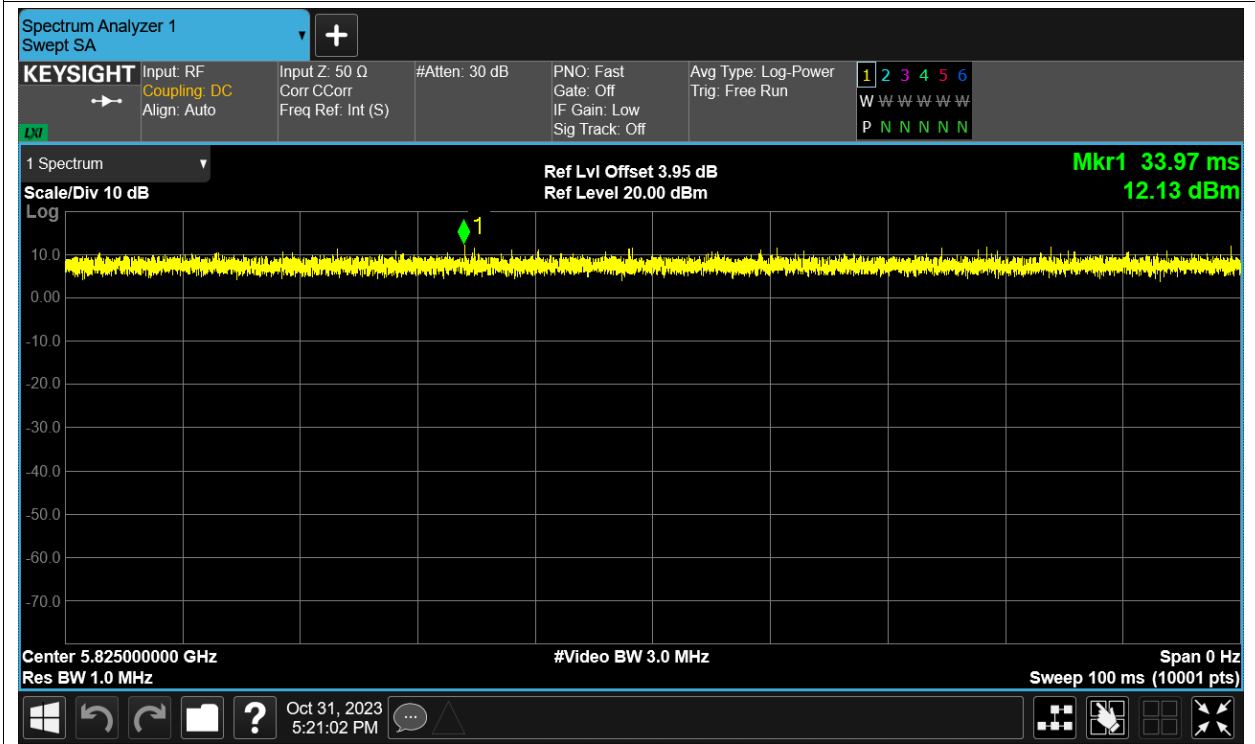 Spectrum Analyzer 1
Swept SA
▼
+
KEYSIGHT
LXI
Input: RF
Coupling: DC
Align: Auto
Input Z: 50 Ω
Corr CCorr
Freq Ref: Int (S)
#Atten: 30 dB
PNO: Fast
Gate: Off
IF Gain: Low
Sig Track: Off
Avg Type: Log-Power
Trig: Free Run
1 2 3 4 5 6
W W W W W W
P N N N N N
1 Spectrum ▼
Scale/Div 10 dB
Log
Ref Lvl Offset 3.95 dB
Ref Level 20.00 dBm
Mkr1 33.97 ms
12.13 dBm
1
10.0
0.00
-10.0
-20.0
-30.0
-40.0
-50.0
-60.0
-70.0
Center 5.825000000 GHz
#Video BW 3.0 MHz
Span 0 Hz
Res BW 1.0 MHz
Sweep 100 ms (10001 pts)
?
Oct 31, 2023
5:21:02 PM